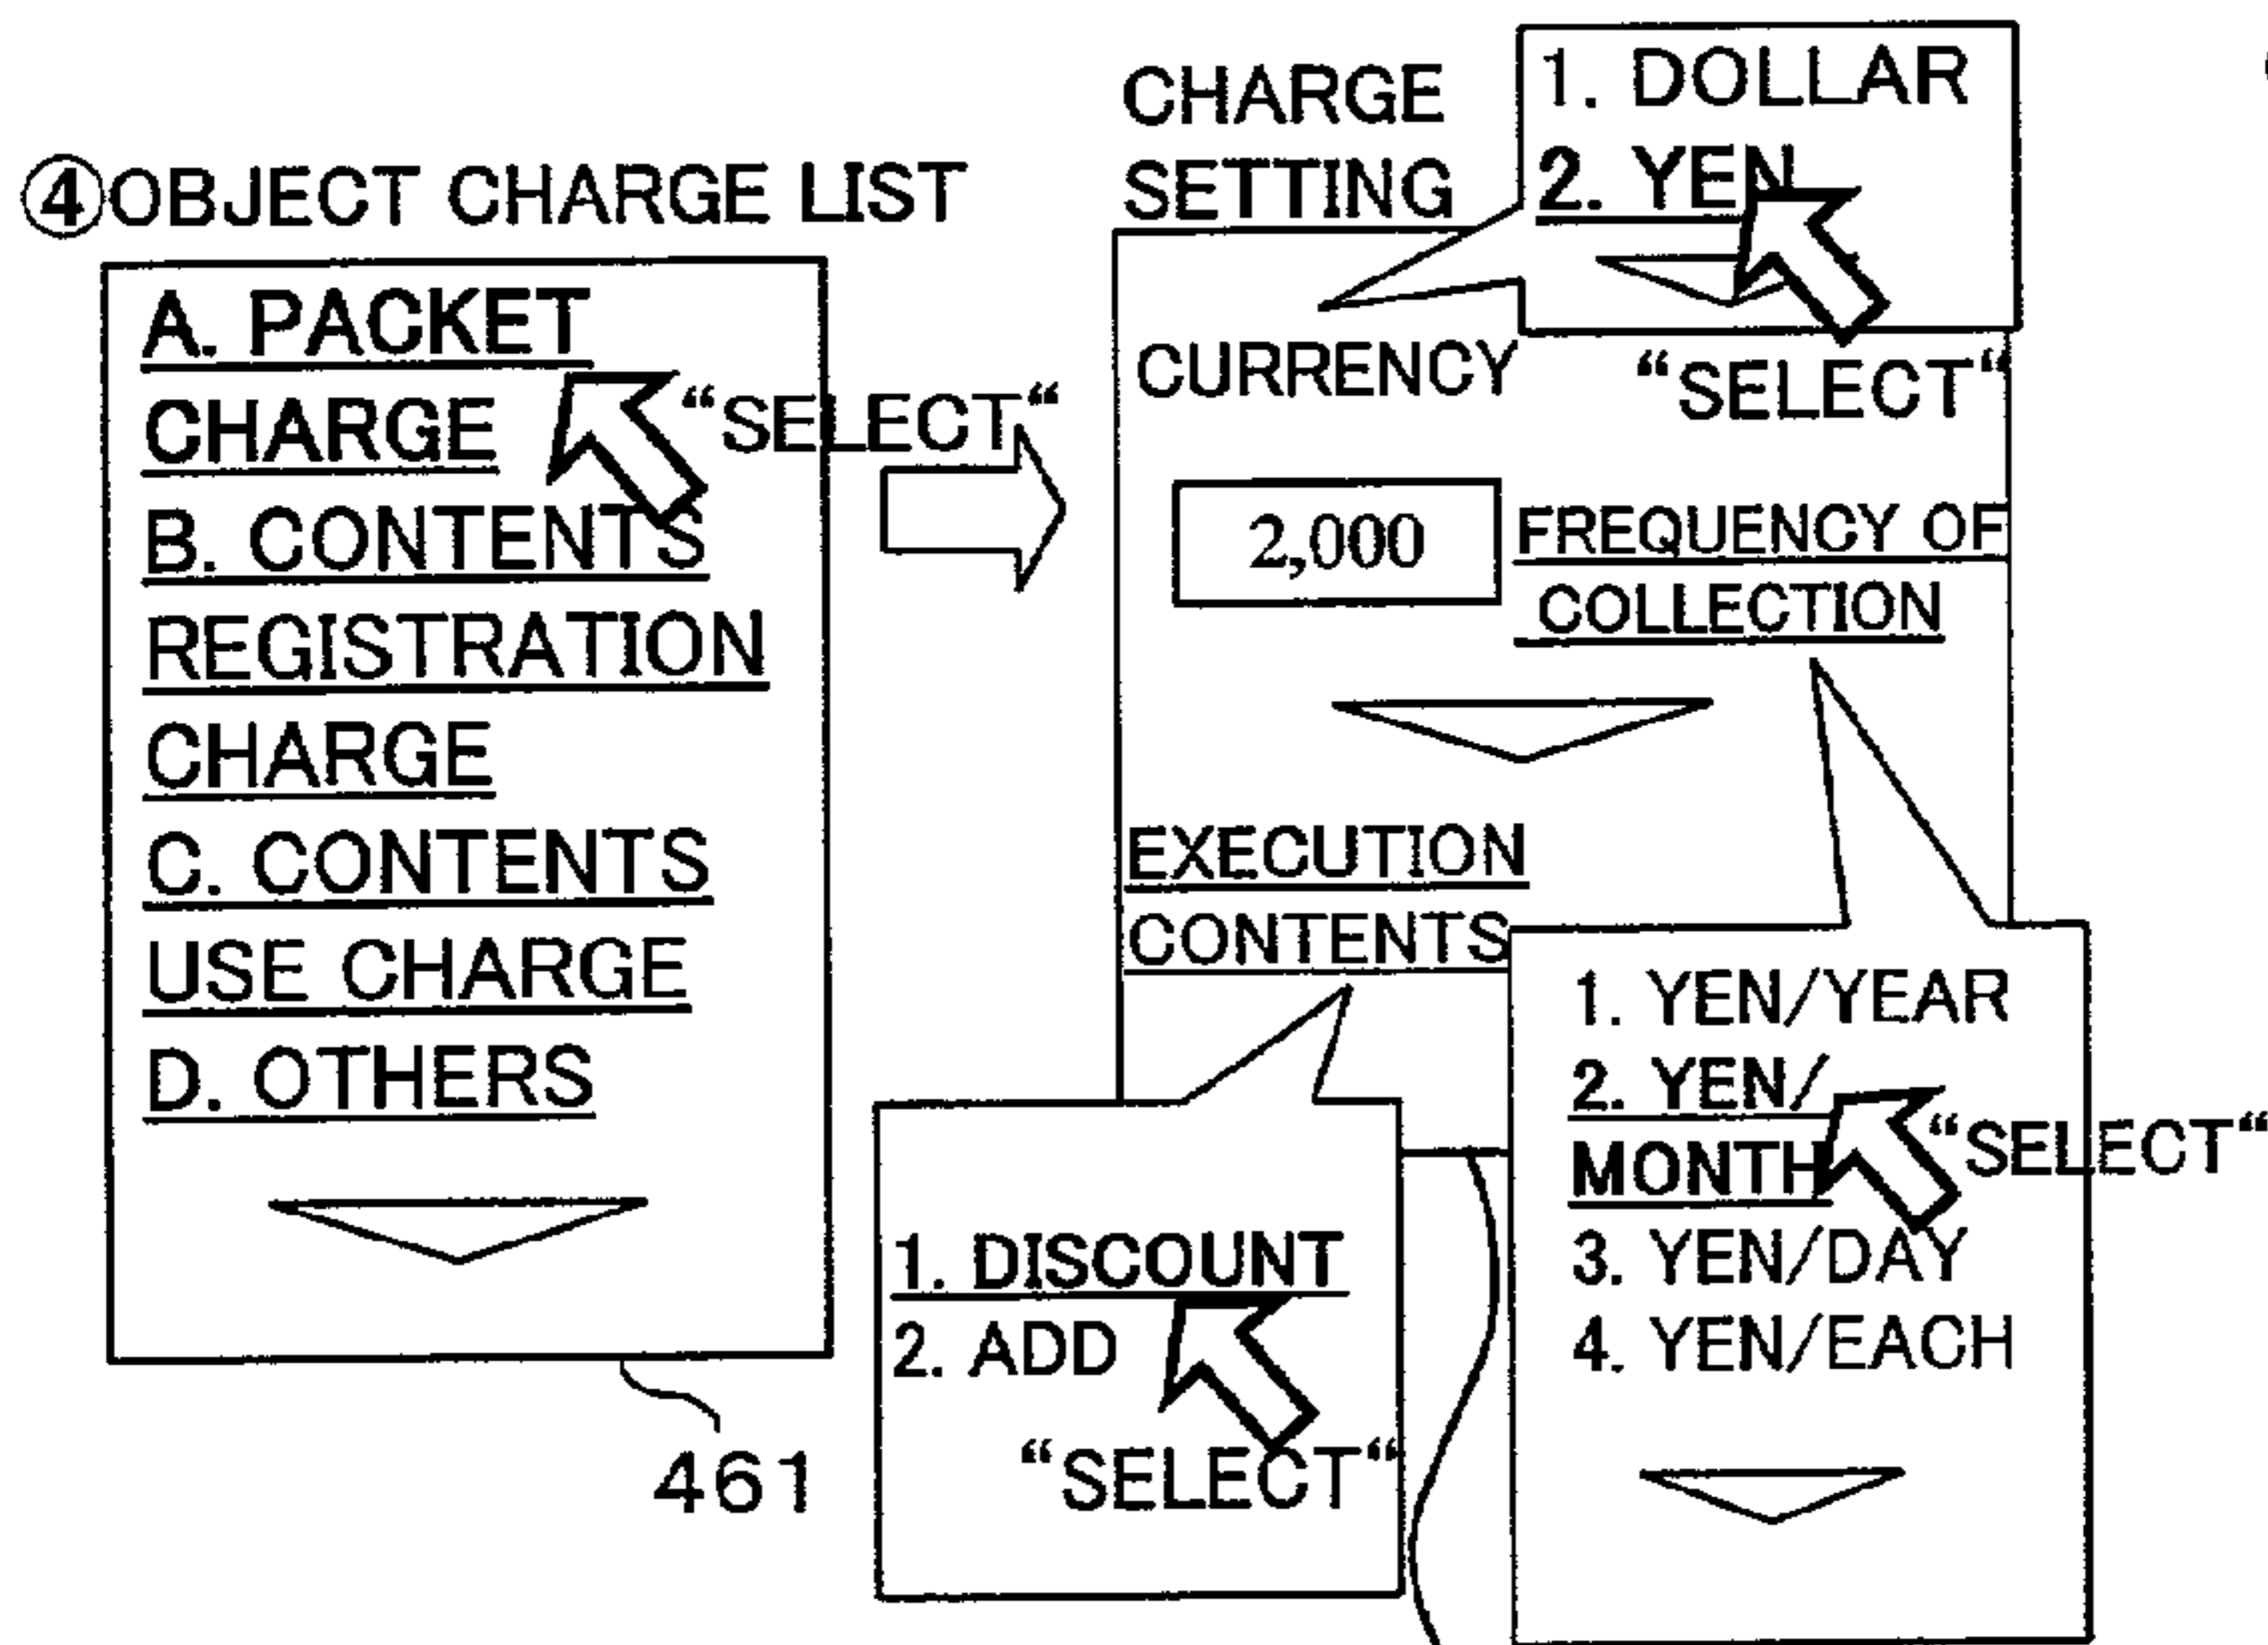 ④OBJECT CHARGE LIST
A. PACKET
CHARGE
"SELECT"
B. CONTENTS
REGISTRATION
CHARGE
C. CONTENTS
USE CHARGE
D. OTHERS
461
CHARGE
SETTING
1. DOLLAR
2. YEN
"SELECT"
CURRENCY
2,000
FREQUENCY OF
COLLECTION
EXECUTION
CONTENTS
1. DISCOUNT
2. ADD
"SELECT"
1. YEN/YEAR
2. YEN/
MONTH
"SELECT"
3. YEN/DAY
4. YEN/EACH